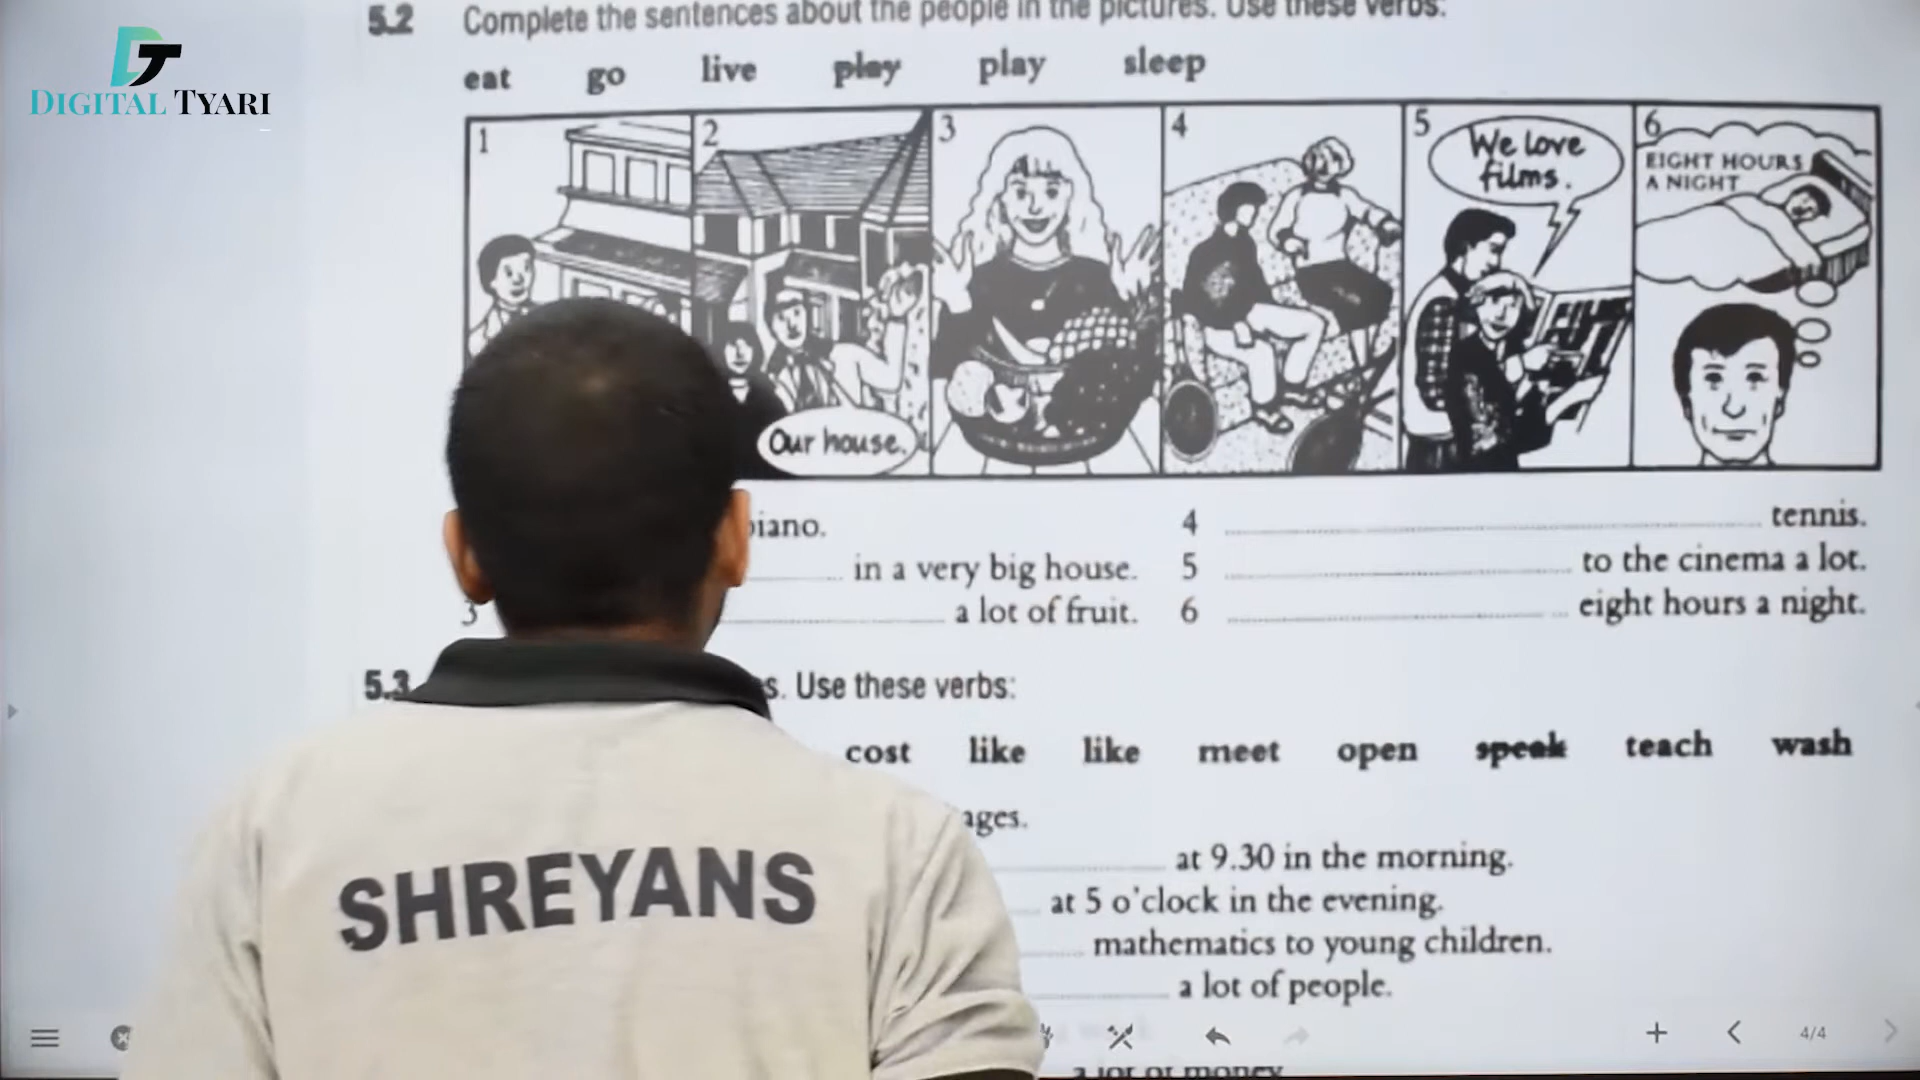 DIGITAL TYARI
5.2 Complete the sentences about the people in the pictures. Use these verbs:
eat go live play play sleep
1 2 3 4 5 6
We love films.
EIGHT HOURS A NIGHT
Our house.
piano. 4 tennis.
in a very big house. 5 to the cinema a lot.
3 a lot of fruit. 6 eight hours a night.
5.3 Use these verbs:
cost like like meet open speak teach wash
at 9.30 in the morning.
at 5 o'clock in the evening.
mathematics to young children.
a lot of people.
a lot of money
4/4
SHREYANS